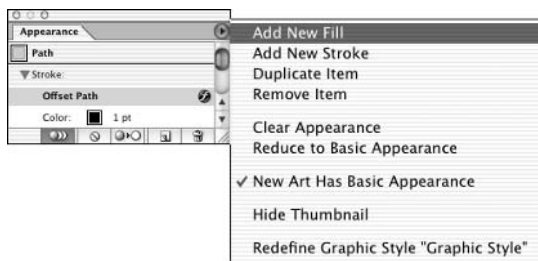 Appearance
Path
Stroke:
Offset Path
Color: 1 pt
Add New Fill
Add New Stroke
Duplicate Item
Remove Item
Clear Appearance
Reduce to Basic Appearance
✓ New Art Has Basic Appearance
Hide Thumbnail
Redefine Graphic Style "Graphic Style"